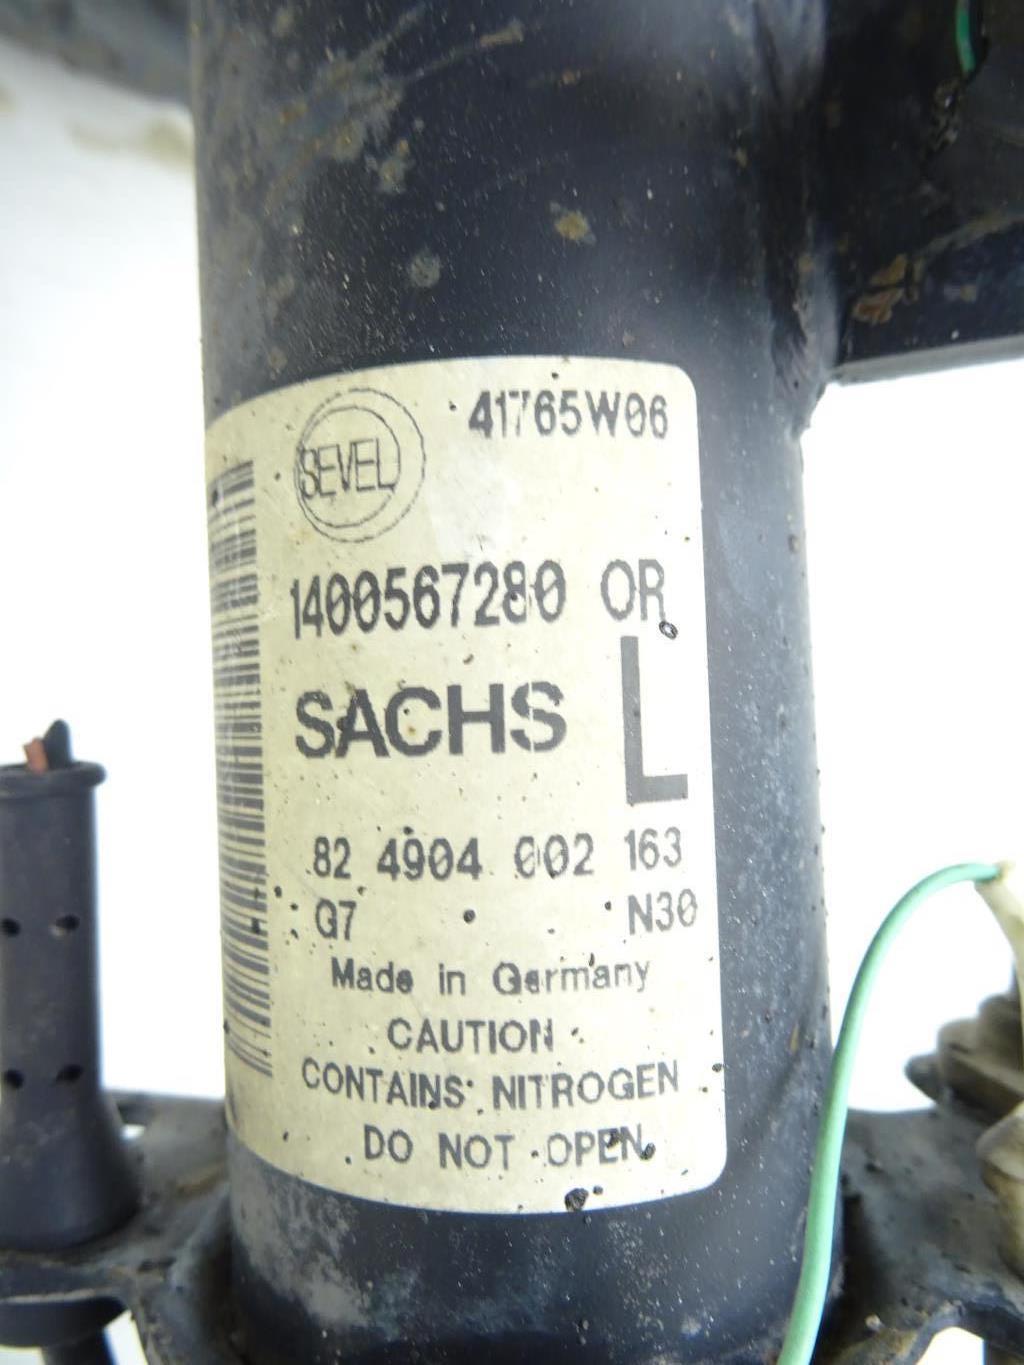 41765W06
SEVEL
1400567280 OR
SACHS L
82 4904 002 163
G7 N30
Made in Germany
CAUTION
CONTAINS NITROGEN
DO NOT OPEN